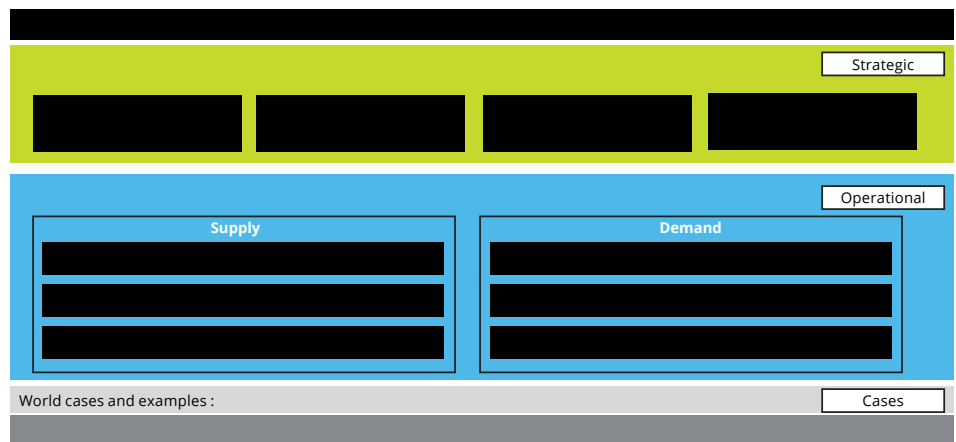 Strategic
Operational
Supply
Demand
World cases and examples :
Cases